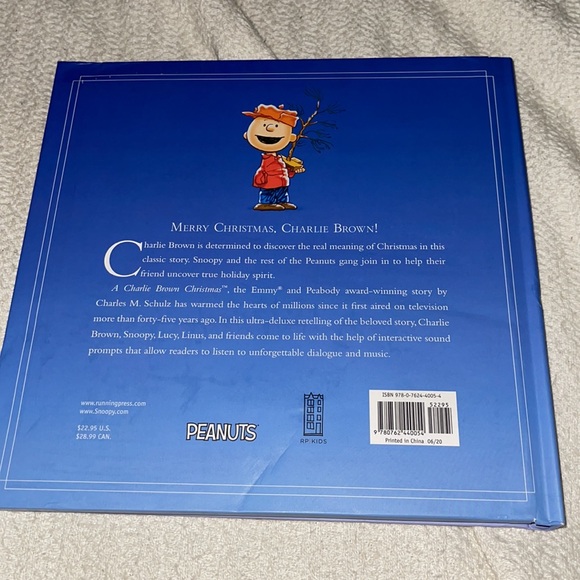 MERRY CHRISTMAS, CHARLIE BROWN!
Charlie Brown is determined to discover the real meaning of Christmas in this
classic story. Snoopy and the rest of the Peanuts gang join in to help their
friend uncover true holiday spirit.
A Charlie Brown Christmas™, the Emmy® and Peabody award-winning story by
Charles M. Schulz has warmed the hearts of millions since it first aired on television
more than forty-five years ago. In this ultra-deluxe retelling of the beloved story, Charlie
Brown, Snoopy, Lucy, Linus, and friends come to life with the help of interactive sound
prompts that allow readers to listen to unforgettable dialogue and music.
www.runningpress.com
www.Snoopy.com
$22.95 U.S.
$28.99 CAN.
PEANUTS
RP KIDS
ISBN 978-0-7624-4005-4
52295
9 780762 440054
Printed in China 06/20